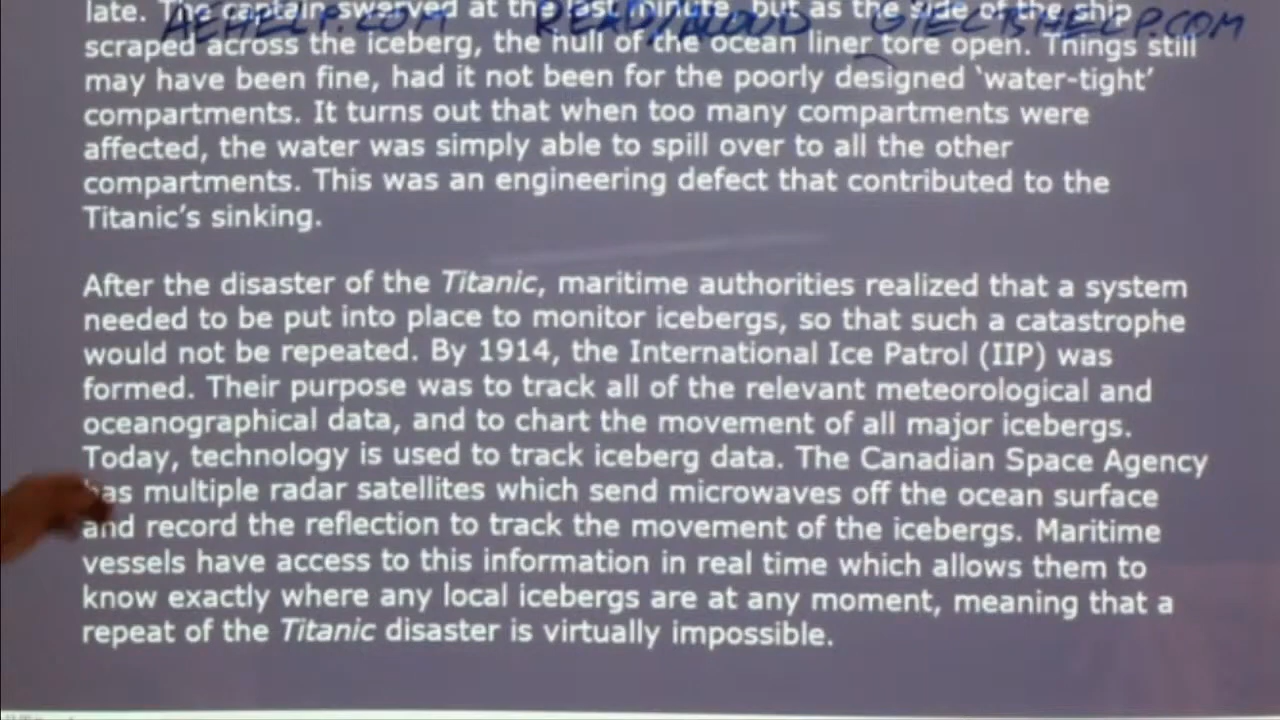 late. The captain swerved at the last minute, but as the side of the ship
AEHELP.COM READ/ALOUD GIECTSHELP.COM
scraped across the iceberg, the hull of the ocean liner tore open. Things still
may have been fine, had it not been for the poorly designed ‘water-tight’
compartments. It turns out that when too many compartments were
affected, the water was simply able to spill over to all the other
compartments. This was an engineering defect that contributed to the
Titanic’s sinking.
After the disaster of the Titanic, maritime authorities realized that a system
needed to be put into place to monitor icebergs, so that such a catastrophe
would not be repeated. By 1914, the International Ice Patrol (IIP) was
formed. Their purpose was to track all of the relevant meteorological and
oceanographical data, and to chart the movement of all major icebergs.
Today, technology is used to track iceberg data. The Canadian Space Agency
has multiple radar satellites which send microwaves off the ocean surface
and record the reflection to track the movement of the icebergs. Maritime
vessels have access to this information in real time which allows them to
know exactly where any local icebergs are at any moment, meaning that a
repeat of the Titanic disaster is virtually impossible.